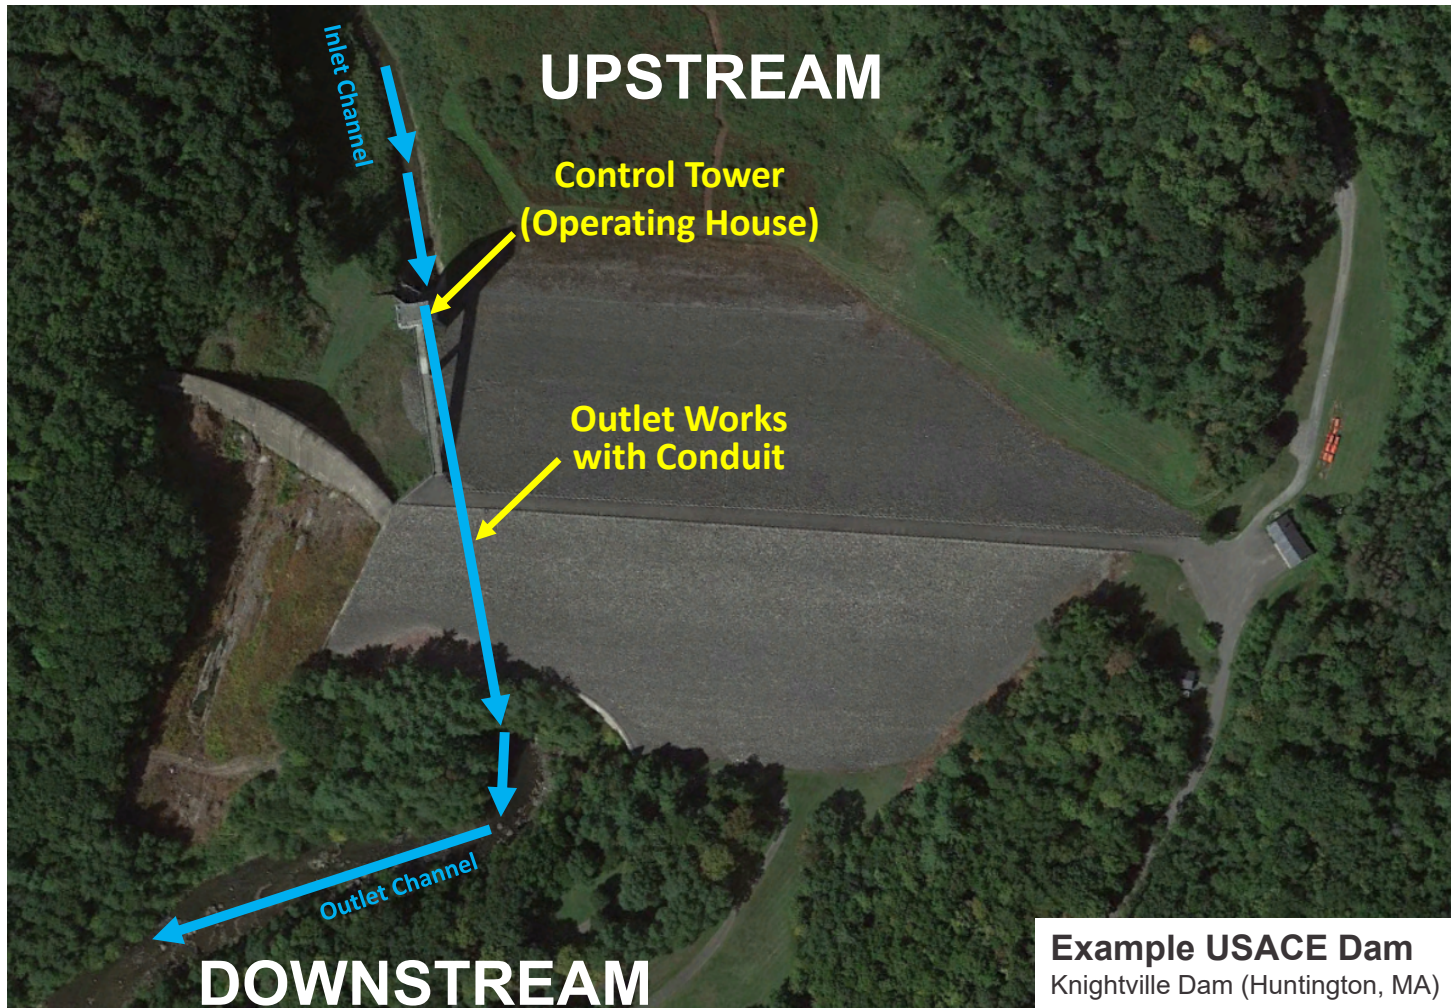 Inlet Channel
UPSTREAM
Control Tower
(Operating House)
Outlet Works
with Conduit
Outlet Channel
DOWNSTREAM
Example USACE Dam
Knightville Dam (Huntington, MA)